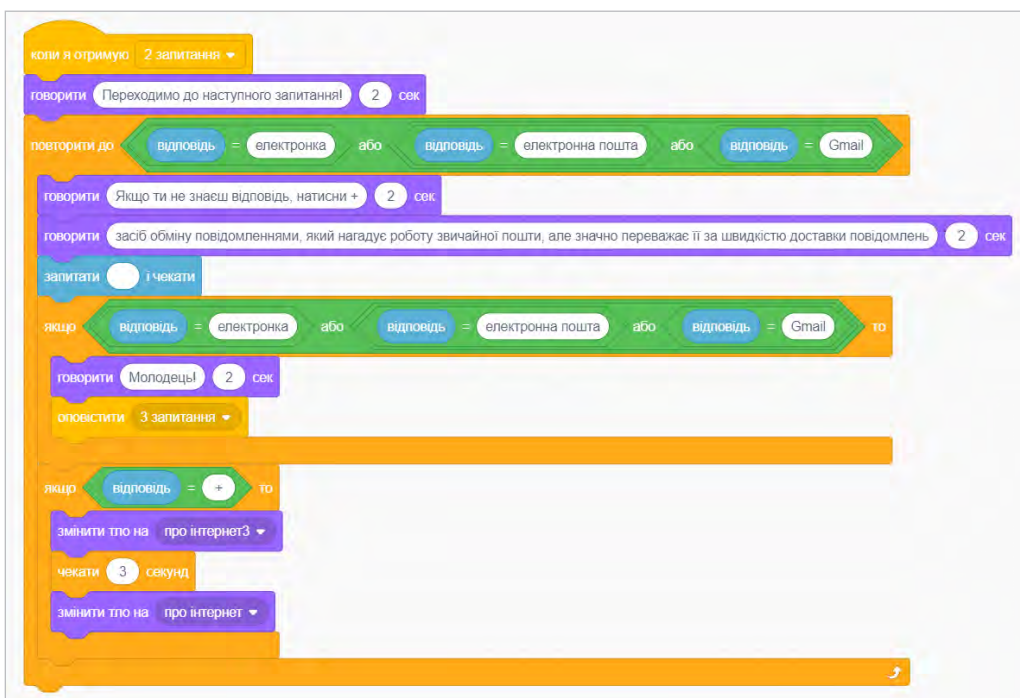 коли я отримую 2 запитання
говорити Переходимо до наступного запитання! 2 сек
повторити до відповідь = електронка або відповідь = електронна пошта або відповідь = Gmail
говорити Якщо ти не знаєш відповідь, натисни + 2 сек
говорити засіб обміну повідомленнями, який нагадує роботу звичайної пошти, але значно переважає її за швидкістю доставки повідомлень 2 сек
запитати і чекати
якщо відповідь = електронка або відповідь = електронна пошта або відповідь = Gmail то
говорити Молодець! 2 сек
оповістити 3 запитання
якщо відповідь = + то
змінити тло на про інтернет3
чекати 3 секунд
змінити тло на про інтернет